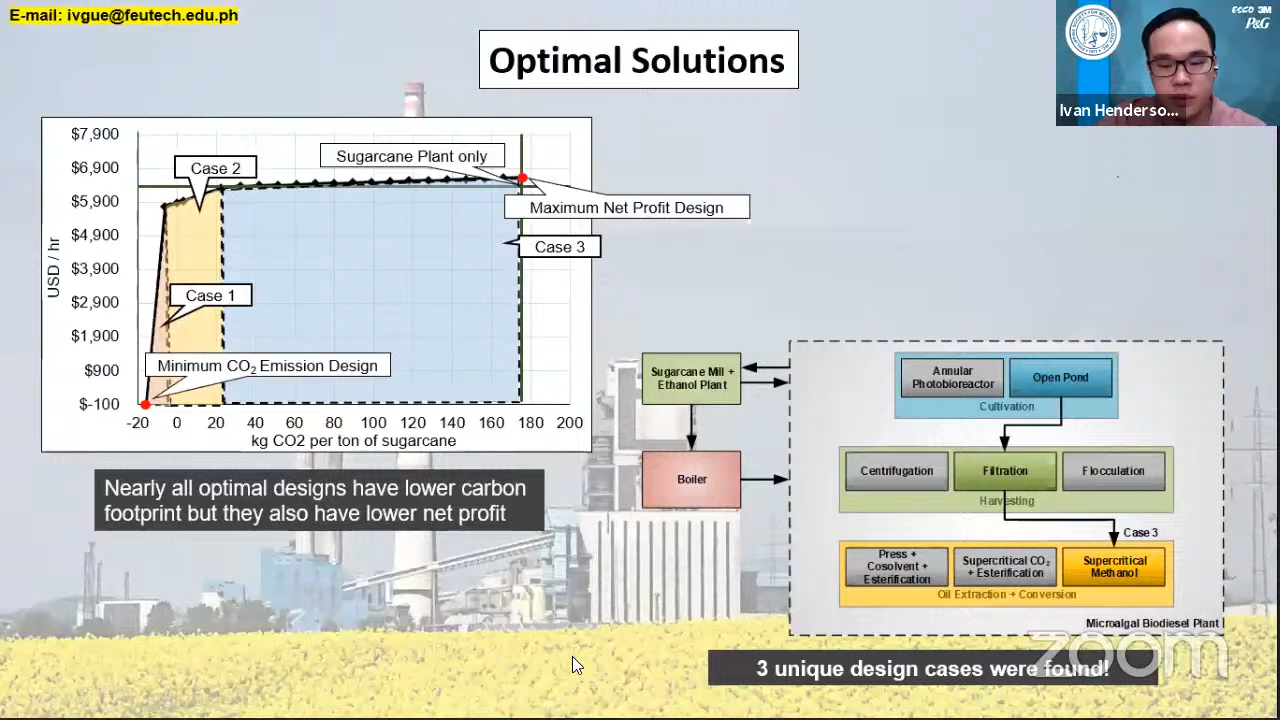 E-mail: ivgue@feutech.edu.ph
Optimal Solutions
ESCO 3M
P&G
Ivan Henderso...
$7,900
$6,900
$5,900
$4,900
$3,900
$2,900
$1,900
$900
$-100
USD / hr
Case 2
Sugarcane Plant only
Maximum Net Profit Design
Case 3
Case 1
Minimum CO₂ Emission Design
-20 0 20 40 60 80 100 120 140 160 180 200
kg CO2 per ton of sugarcane
Nearly all optimal designs have lower carbon
footprint but they also have lower net profit
Sugarcane Mill +
Ethanol Plant
Boiler
Annular
Photobioreactor
Open Pond
Cultivation
Centrifugation
Filtration
Flocculation
Harvesting
Case 3
Press +
Cosolvent +
Esterification
Supercritical CO₂
+ Esterification
Supercritical
Methanol
Oil Extraction + Conversion
Microalgal Biodiesel Plant
zoom
3 unique design cases were found!